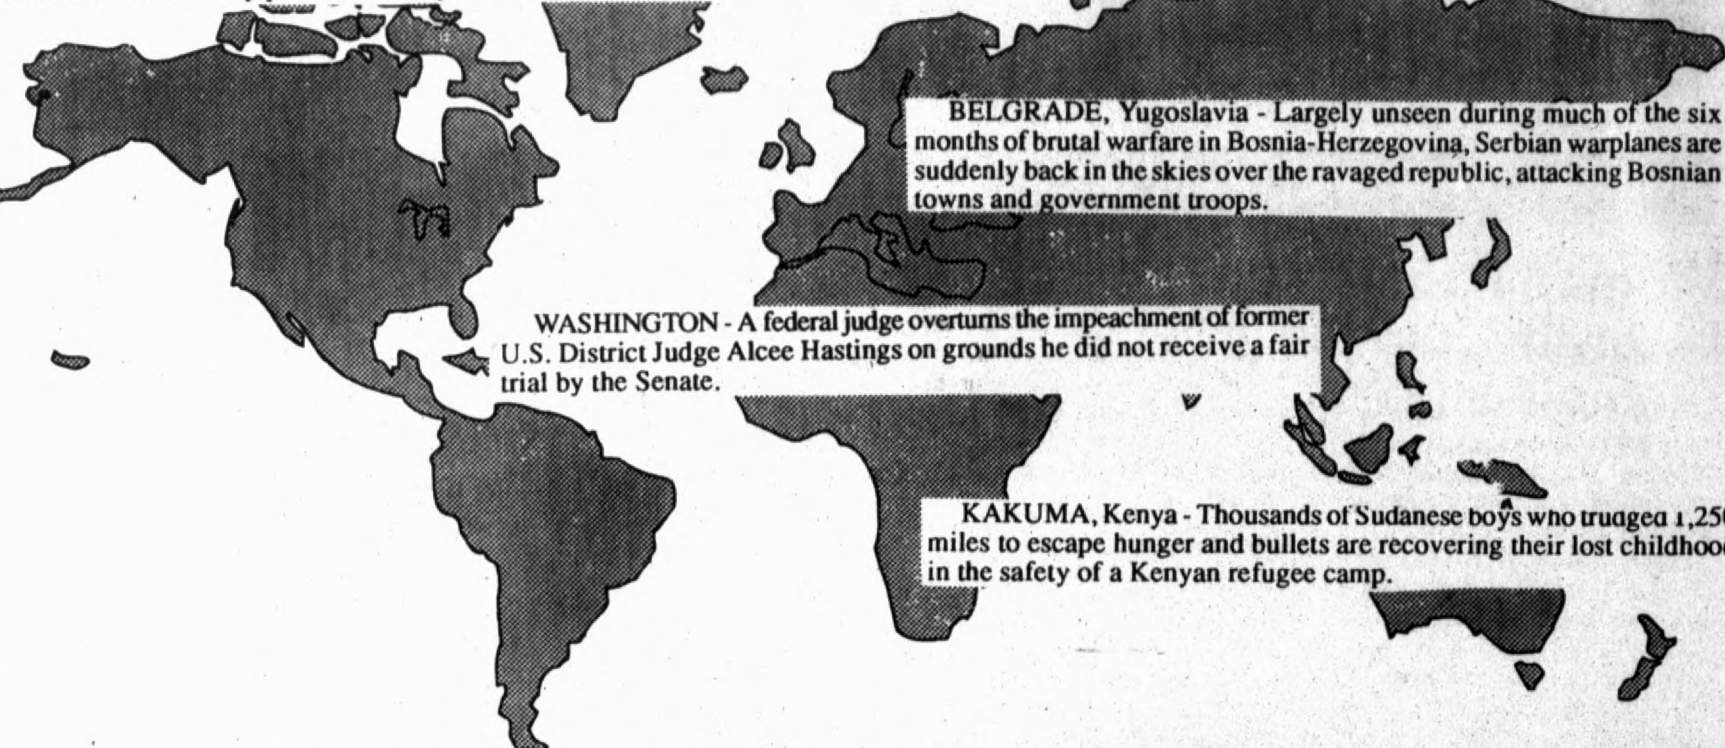 BELGRADE, Yugoslavia - Largely unseen during much of the six
months of brutal warfare in Bosnia-Herzegovina, Serbian warplanes are
suddenly back in the skies over the ravaged republic, attacking Bosnian
towns and government troops.
WASHINGTON - A federal judge overturns the impeachment of former
U.S. District Judge Alcee Hastings on grounds he did not receive a fair
trial by the Senate.
KAKUMA, Kenya - Thousands of Sudanese boys who trudged
miles to escape hunger and bullets are recovering their lost
in the safety of a Kenyan refugee camp.